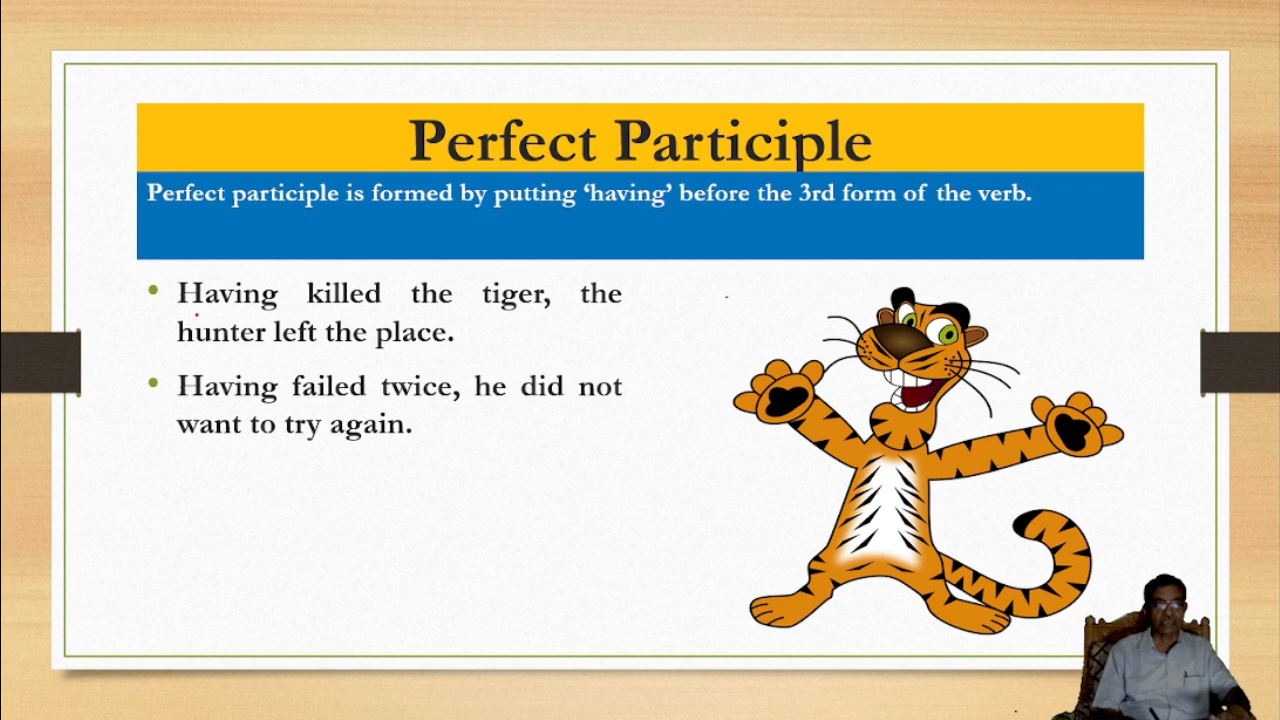 Perfect Participle
Perfect participle is formed by putting ‘having’ before the 3rd form of the verb.
• Having killed the tiger, the
hunter left the place.
• Having failed twice, he did not
want to try again.